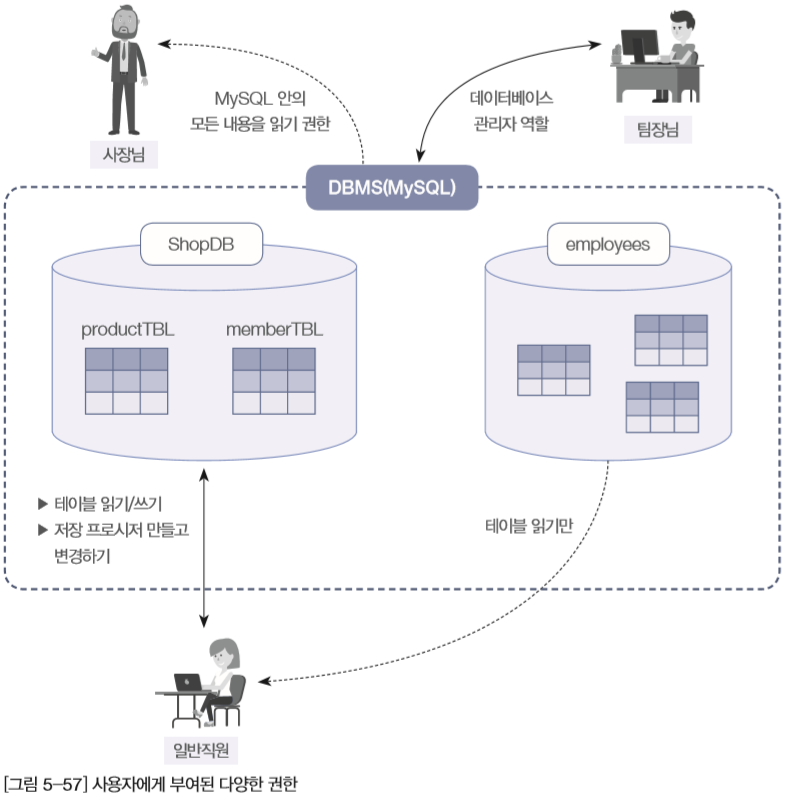 MySQL 안의
모든 내용을 읽기 권한
데이터베이스
관리자 역할
사장님
팀장님
DBMS(MySQL)
ShopDB
employees
productTBL
memberTBL
▶ 테이블 읽기/쓰기
▶ 저장 프로시저 만들고
변경하기
테이블 읽기만
일반직원
[그림 5-57] 사용자에게 부여된 다양한 권한